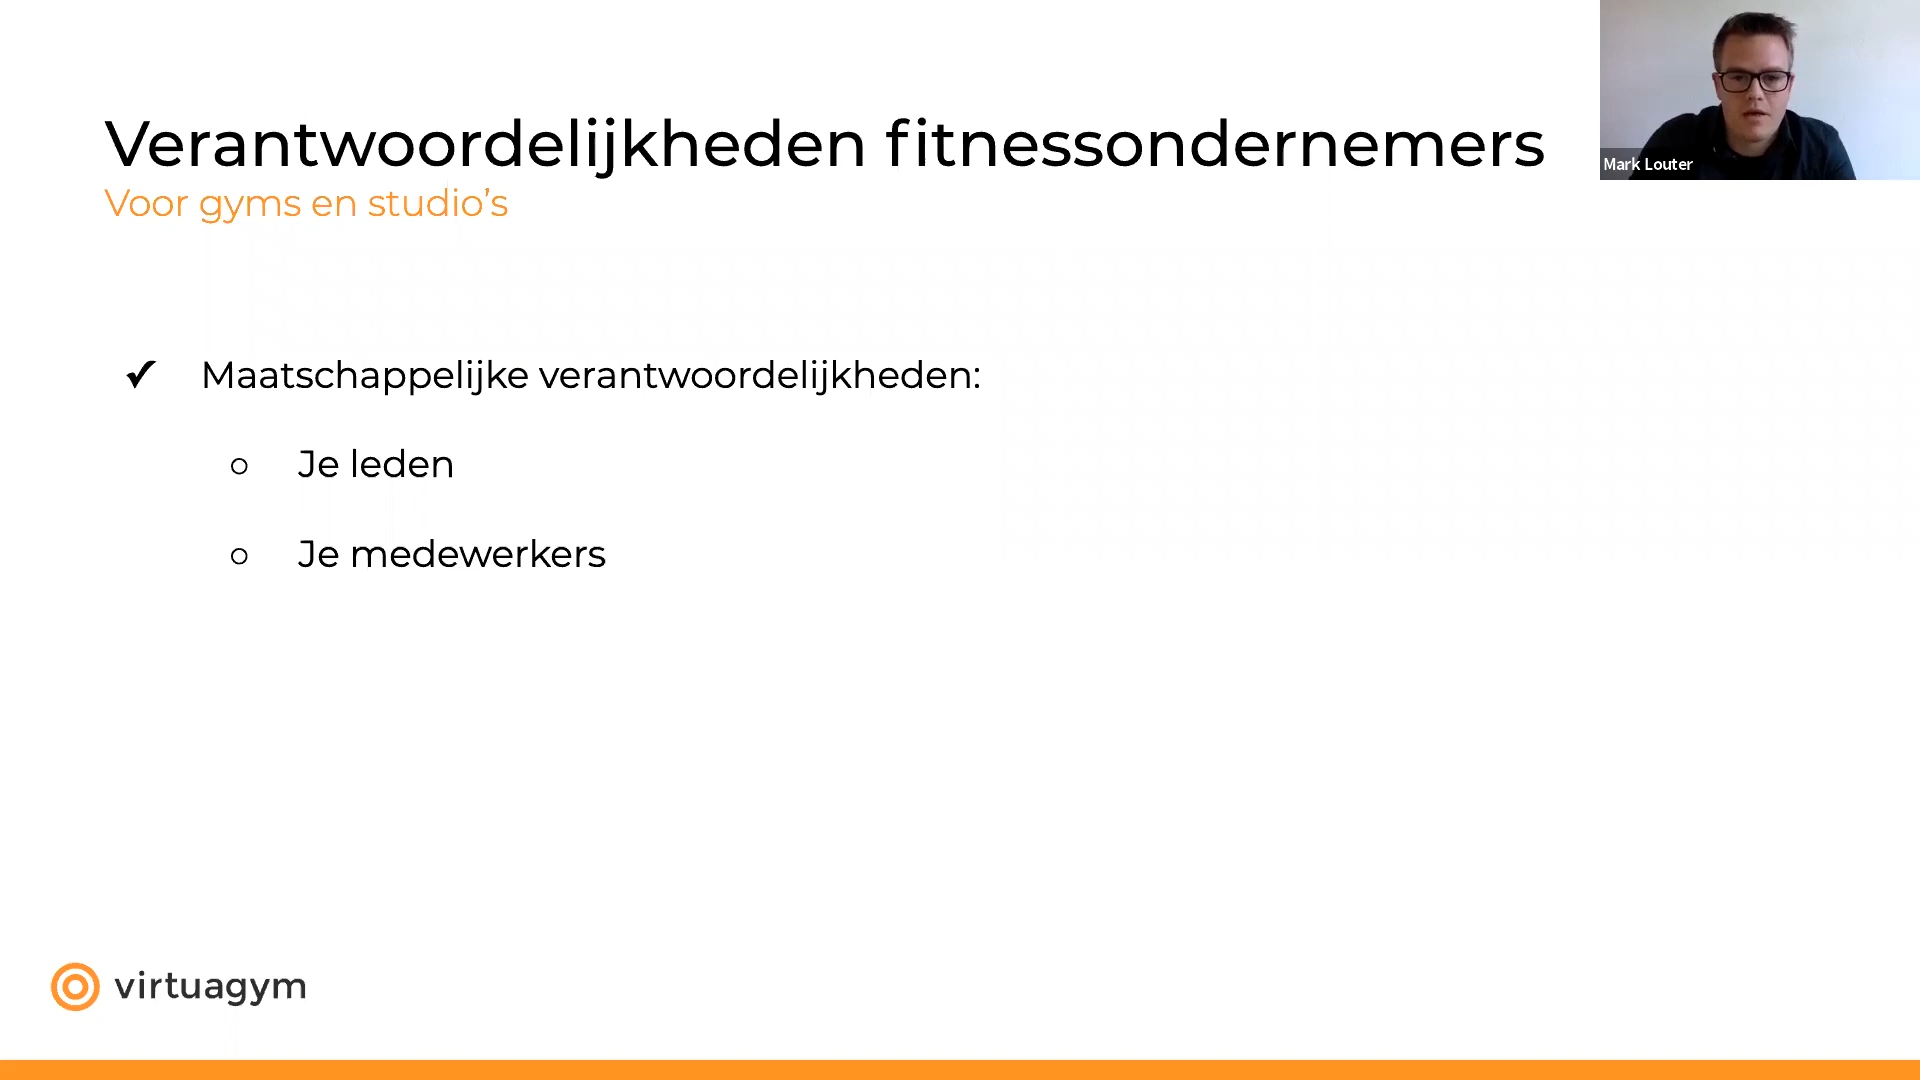 Verantwoordelijkheden fitnessondernemers
Voor gyms en studio’s
Mark Louter
✓ Maatschappelijke verantwoordelijkheden:
○ Je leden
○ Je medewerkers
virtuagym